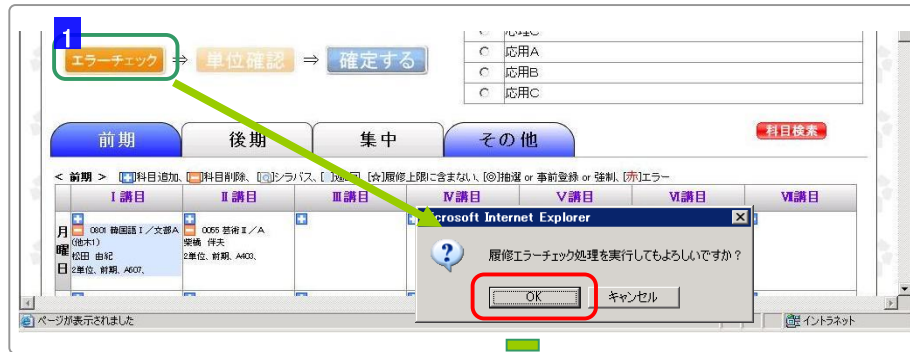 1
エラーチェック ⇒ 単位確認 ⇒ 確定する
応用A
応用B
応用C
前期 後期 集中 その他 科目検索
< 前期 > [+]科目追加、[-]科目削除、[ ]シラバス、[☆]履修上限に含まない、[◎]抽選 or 事前登録 or 強制、[赤]エラー
Ⅰ講目 Ⅱ講目 Ⅲ講目 Ⅳ講目 Ⅴ講目 Ⅵ講目 Ⅶ講目
月曜日
0801 韓国語Ⅰ/文部A
(他木1)
松田 由紀
2単位、前期、A607、
0055 芸術Ⅱ/A
柴橋 伴夫
2単位、前期、A403、
crosoft Internet Explorer
履修エラーチェック処理を実行してもよろしいですか?
OK キャンセル
ページが表示されました イントラネット